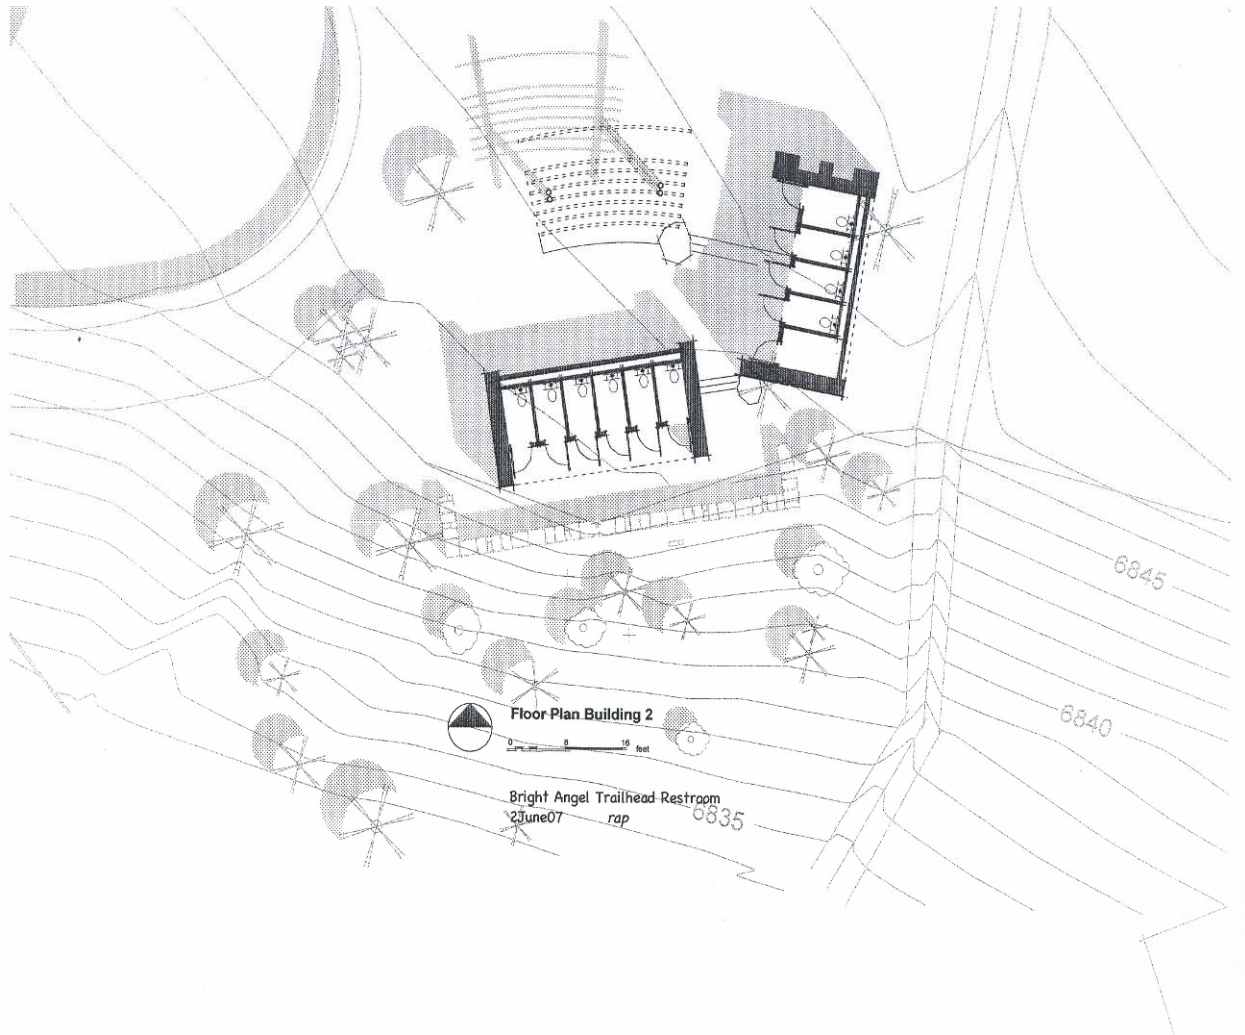 6845
6840
Floor Plan Building 2
0 8 16 feet
Bright Angel Trailhead Restroom
6835
2June07 rap